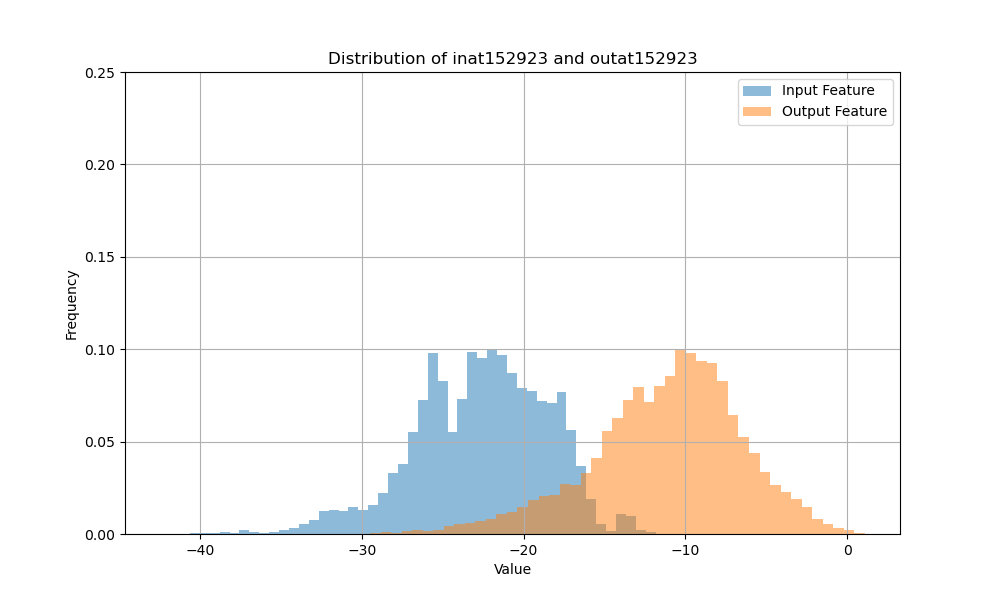 Distribution of inat152923 and outat152923
Input Feature
Output Feature
0.25
0.20
0.15
0.10
0.05
0.00
Frequency
−40
−30
−20
−10
0
Value